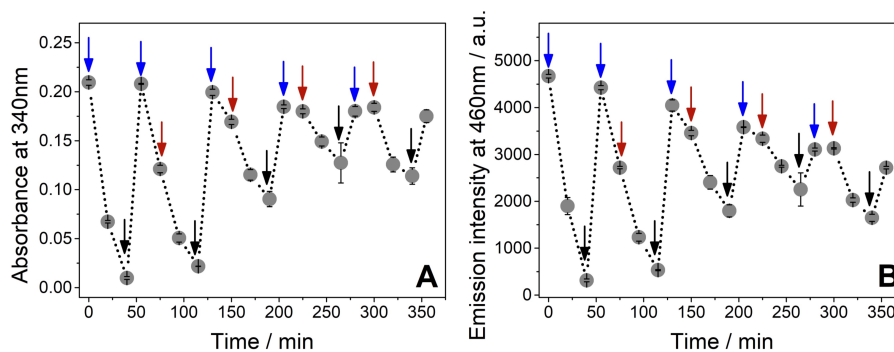 Absorbance at 340nm
0.25
0.20
0.15
0.10
0.05
0.00
0 50 100 150 200 250 300 350
Time / min
A
Emission intensity at 460nm / a.u.
5000
4000
3000
2000
1000
0
0 50 100 150 200 250 300 350
Time / min
B